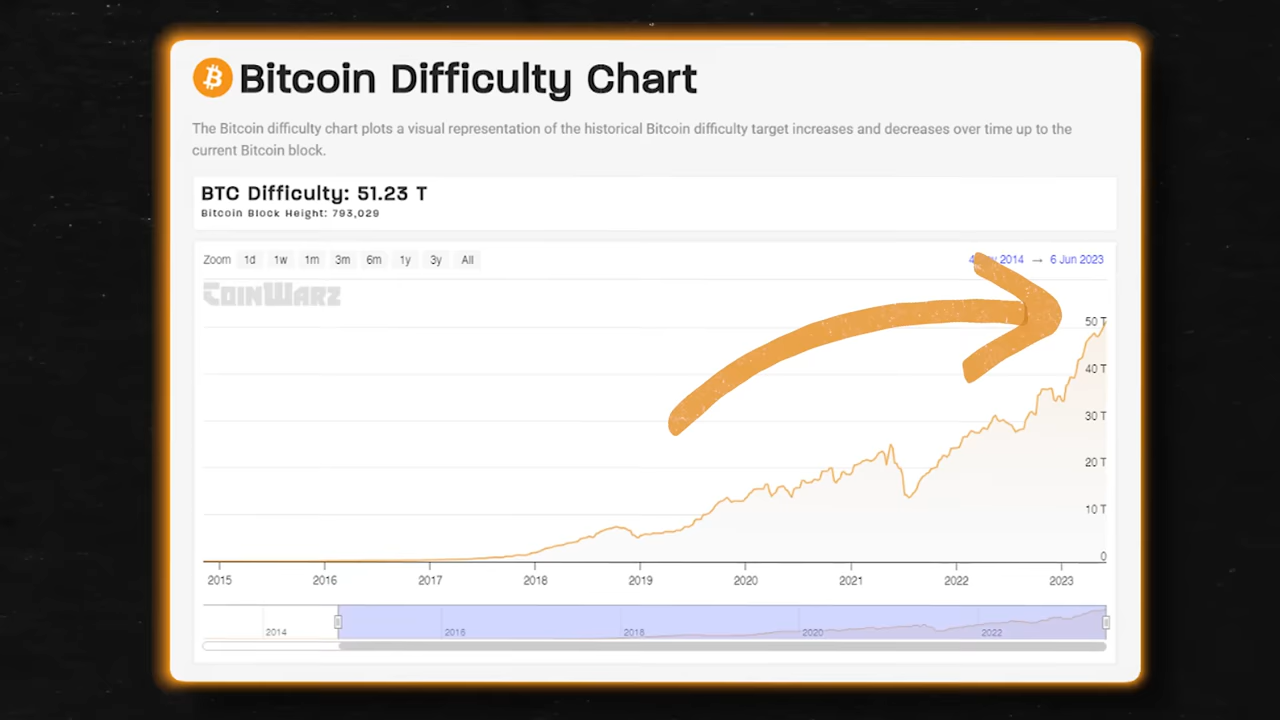 Bitcoin Difficulty Chart
The Bitcoin difficulty chart plots a visual representation of the historical Bitcoin difficulty target increases and decreases over time up to the
current Bitcoin block.
BTC Difficulty: 51.23 T
Bitcoin Block Height: 793,029
Zoom 1d 1w 1m 3m 6m 1y 3y All
4 2014 → 6 Jun 2023
CoinWarz
50 T
40 T
30 T
20 T
10 T
0
2015 2016 2017 2018 2019 2020 2021 2022 2023
2014 2016 2018 2020 2022